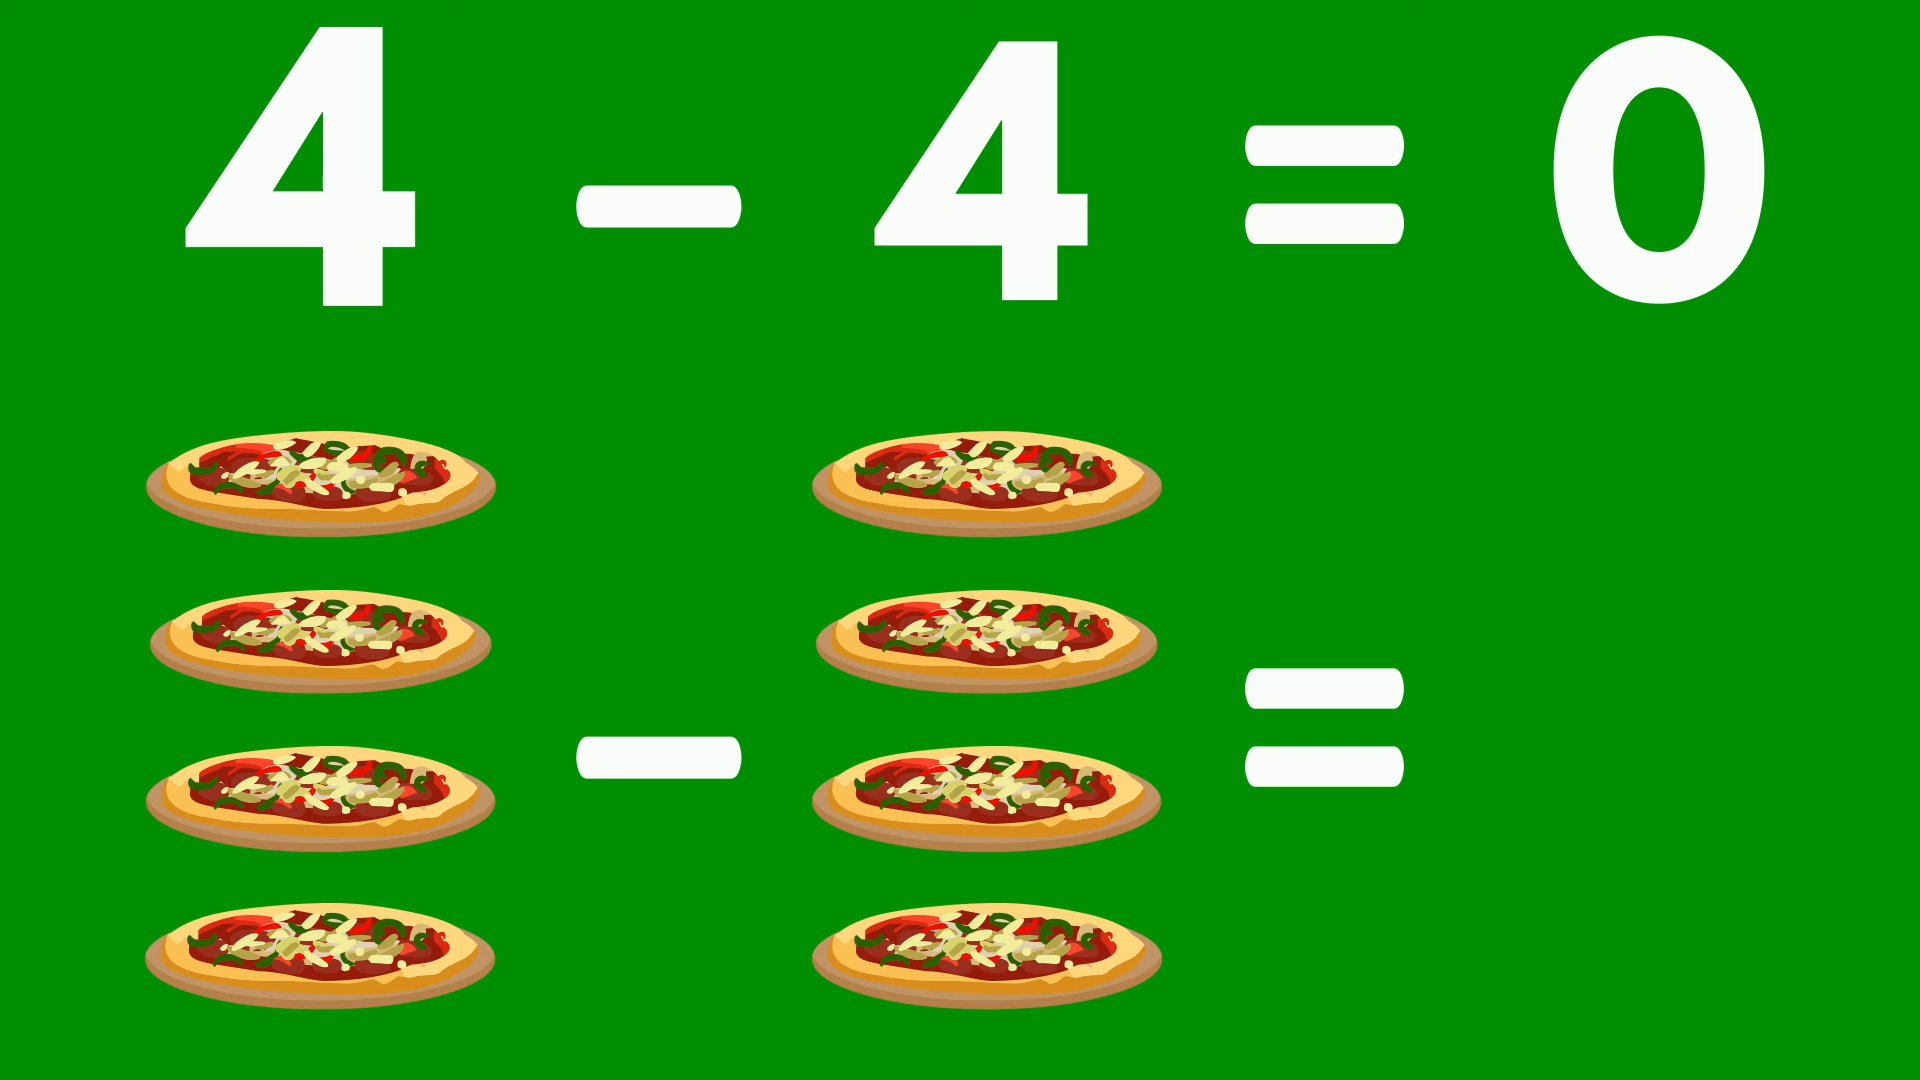 4 - 4 = 0
- =